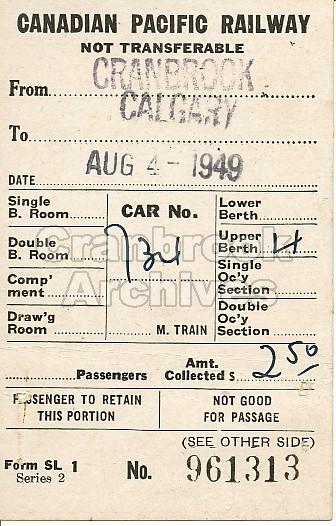 CANADIAN PACIFIC RAILWAY
NOT TRANSFERABLE
From CRANBROOK
To CALGARY
DATE AUG 4 - 1949
Single B. Room
Double B. Room
Comp'ment
Draw'g Room
CAR No.
734
M. TRAIN
Lower Berth
Upper Berth 4
Single Oc'y Section
Double Oc'y Section
Cranbrook
Archives
Passengers
Amt. Collected $ 2 50
PASSENGER TO RETAIN
THIS PORTION
NOT GOOD
FOR PASSAGE
(SEE OTHER SIDE)
Form SL 1
Series 2
No. 961313